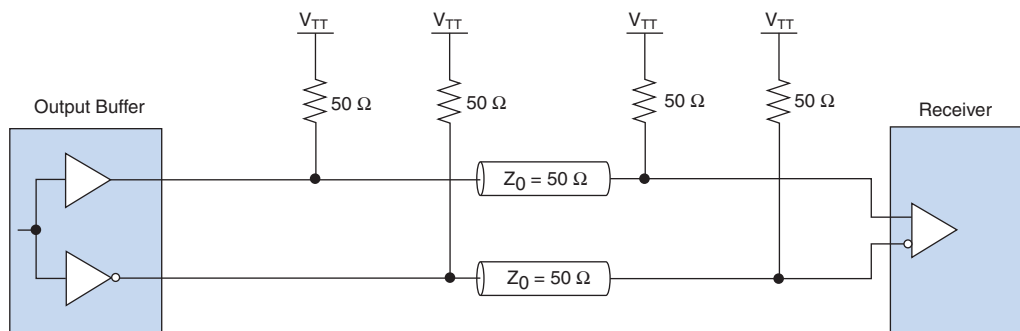 V_TT V_TT V_TT V_TT
50 Ω 50 Ω 50 Ω 50 Ω
Output Buffer
Receiver
Z_0 = 50 Ω
Z_0 = 50 Ω